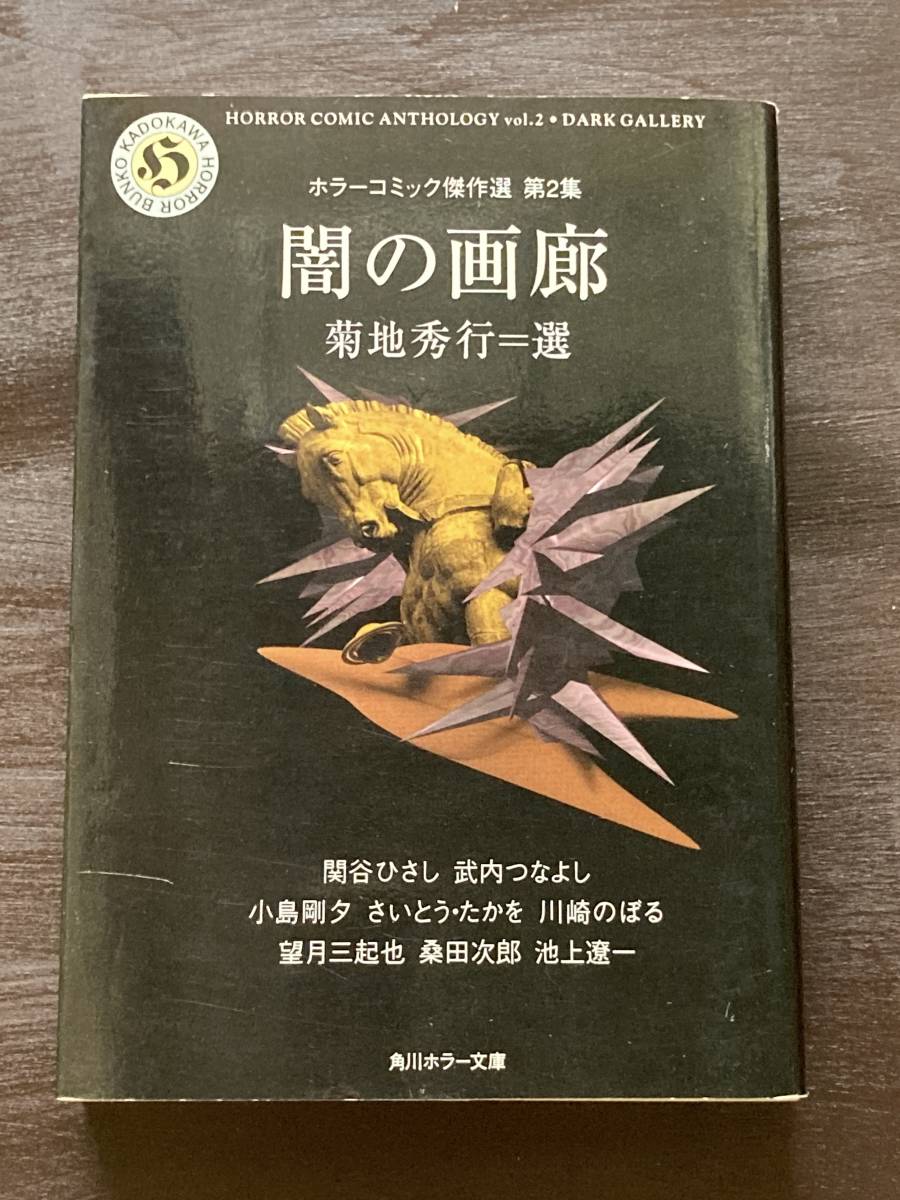 HORROR COMIC ANTHOLOGY vol.2 • DARK GALLERY
KADOKAWA HORROR BUNKO
H
ホラーコミック傑作選 第2集
闇の画廊
菊地秀行＝選
関谷ひさし 武内つなよし
小島剛夕 さいとう・たかを 川崎のぼる
望月三起也 桑田次郎 池上遼一
角川ホラー文庫